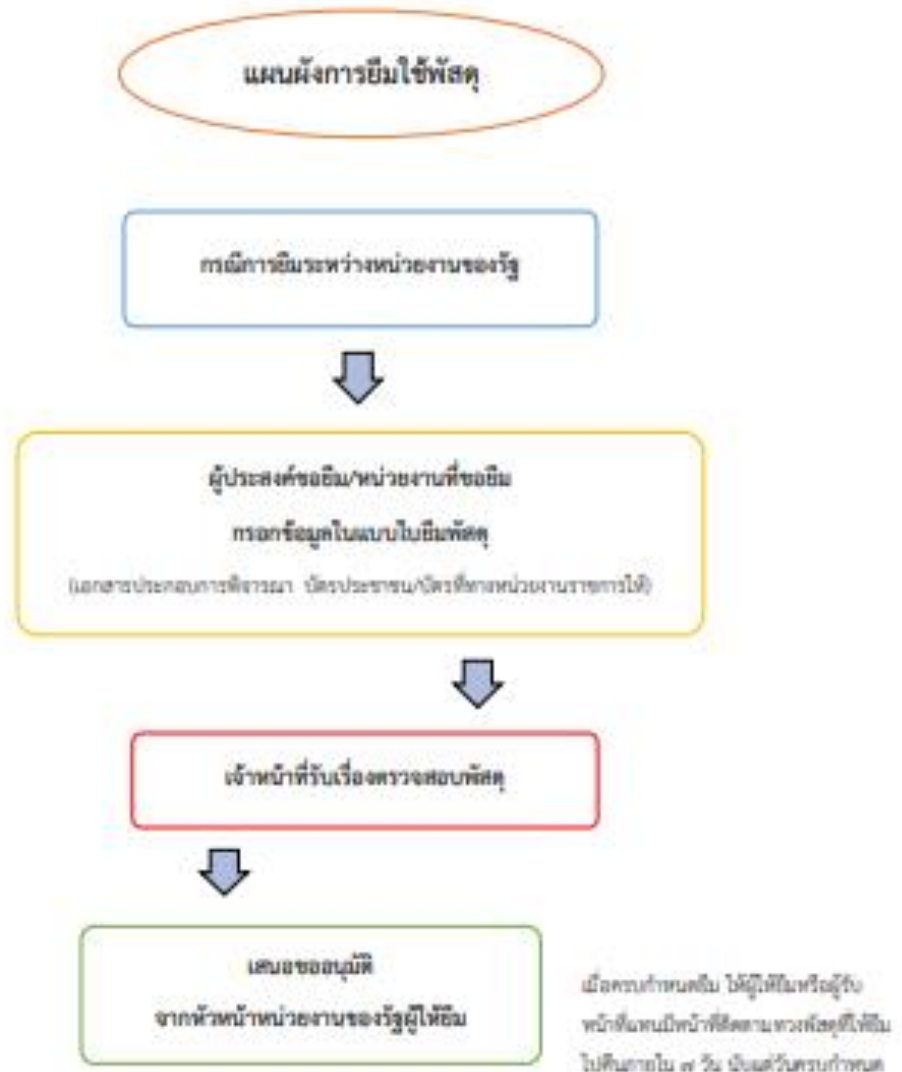 แผนผังการยืมใช้พัสดุ
กรณีการยืมระหว่างหน่วยงานของรัฐ
ผู้ประสงค์ขอยืม/หน่วยงานที่ขอยืม
กรอกข้อมูลในแบบใบยืมพัสดุ
(เอกสารประกอบการพิจารณา บัตรประชาชน/บัตรที่ทางหน่วยงานราชการให้)
เจ้าหน้าที่รับเรื่องตรวจสอบพัสดุ
เสนอขออนุมัติ
จากหัวหน้าหน่วยงานของรัฐผู้ให้ยืม
เมื่อครบกำหนดยืม ให้ผู้ให้ยืมหรือผู้รับ
หน้าที่แทนมีหน้าที่ติดตามทวงพัสดุที่ให้ยืม
ไปคืนภายใน ๗ วัน นับแต่วันครบกำหนด